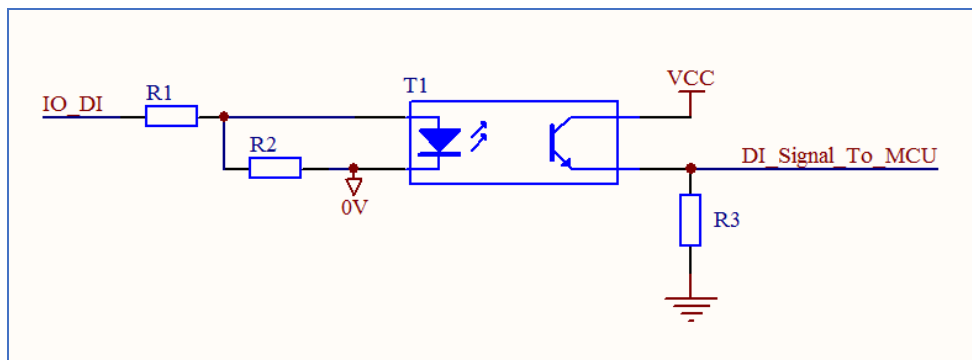 T1
VCC
R1
IO_DI
R2
DI_Signal_To_MCU
0V
R3